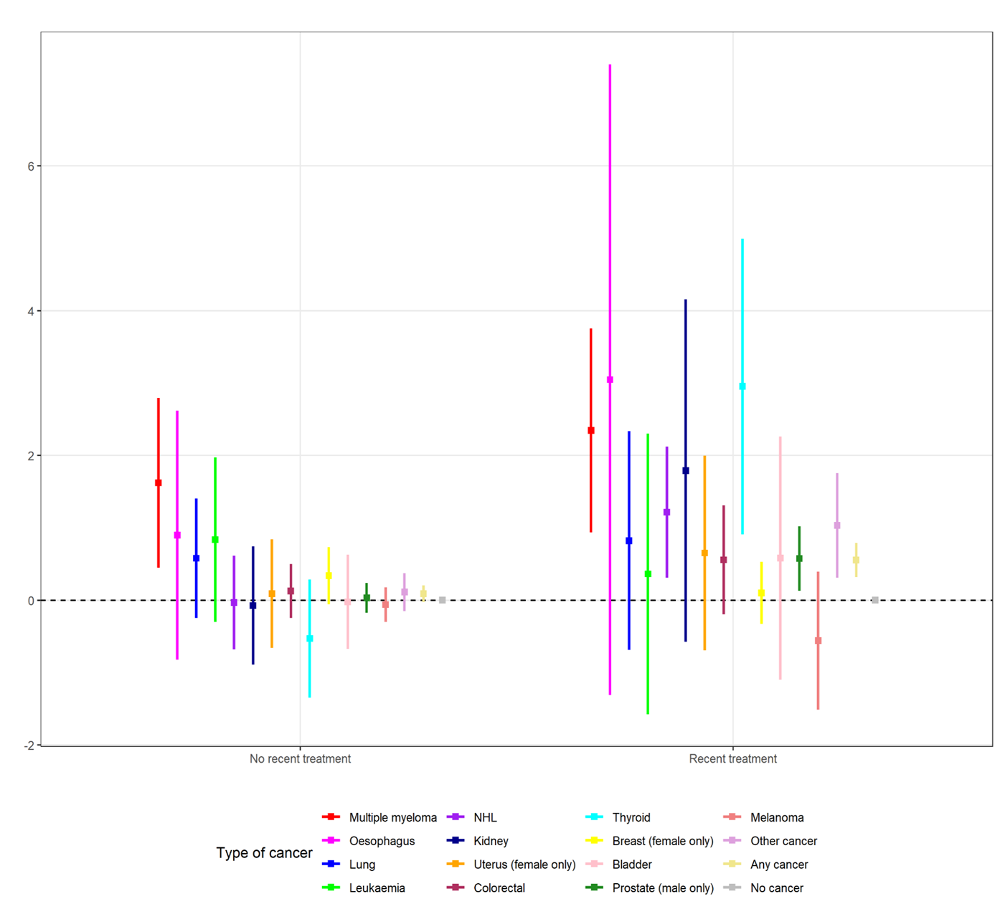 6
4
2
0
-2
No recent treatment Recent treatment
Multiple myeloma NHL Thyroid Melanoma
Oesophagus Kidney Breast (female only) Other cancer
Type of cancer
Lung Uterus (female only) Bladder Any cancer
Leukaemia Colorectal Prostate (male only) No cancer